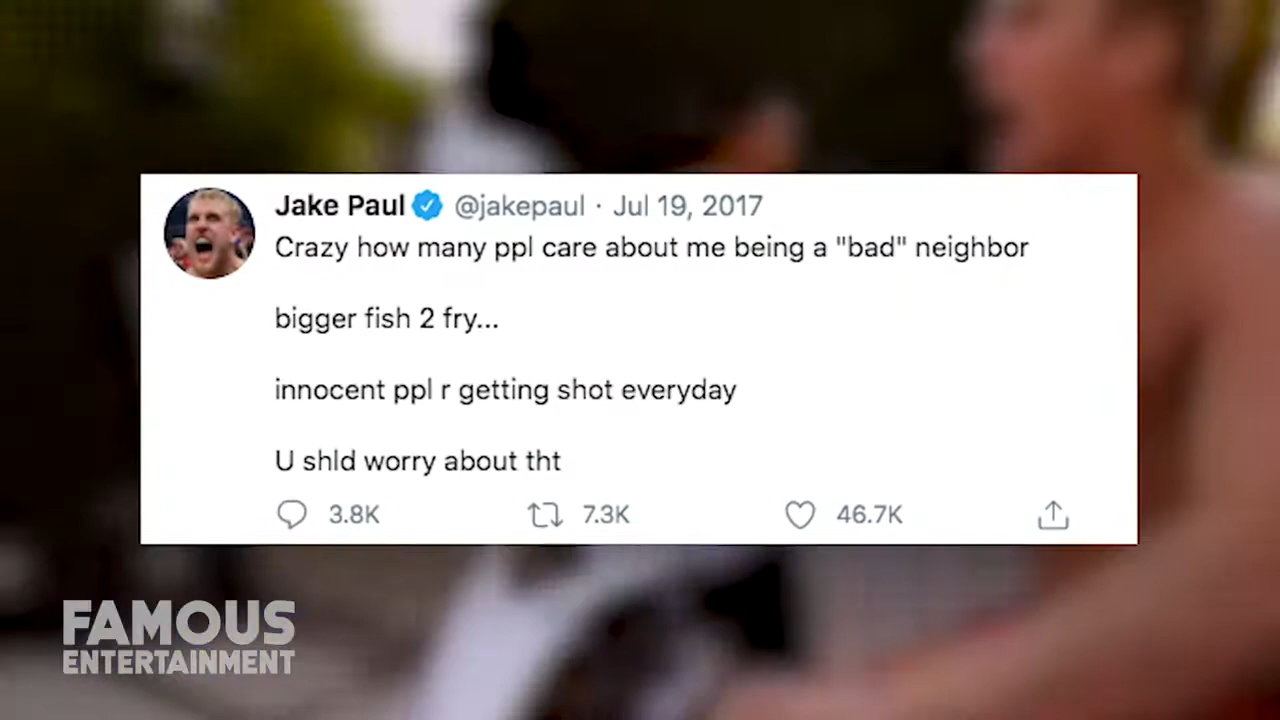 Jake Paul @jakepaul · Jul 19, 2017
Crazy how many ppl care about me being a "bad" neighbor
bigger fish 2 fry...
innocent ppl r getting shot everyday
U shld worry about tht
3.8K 7.3K 46.7K
FAMOUS
ENTERTAINMENT